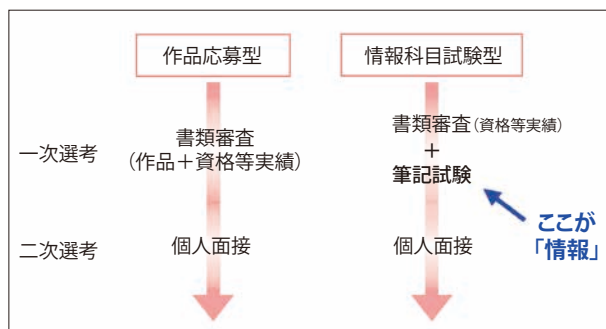 作品応募型
情報科目試験型
一次選考
書類審査
（作品＋資格等実績）
書類審査（資格等実績）
＋
筆記試験
ここが
「情報」
二次選考
個人面接
個人面接